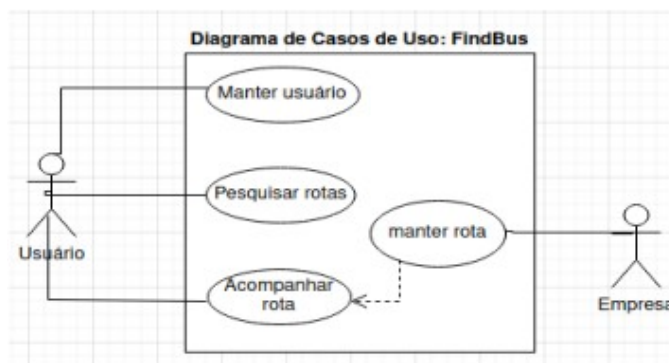 Diagrama de Casos de Uso: FindBus
Manter usuário
Pesquisar rotas
manter rota
Usuário
Acompanhar
rota
Empresa